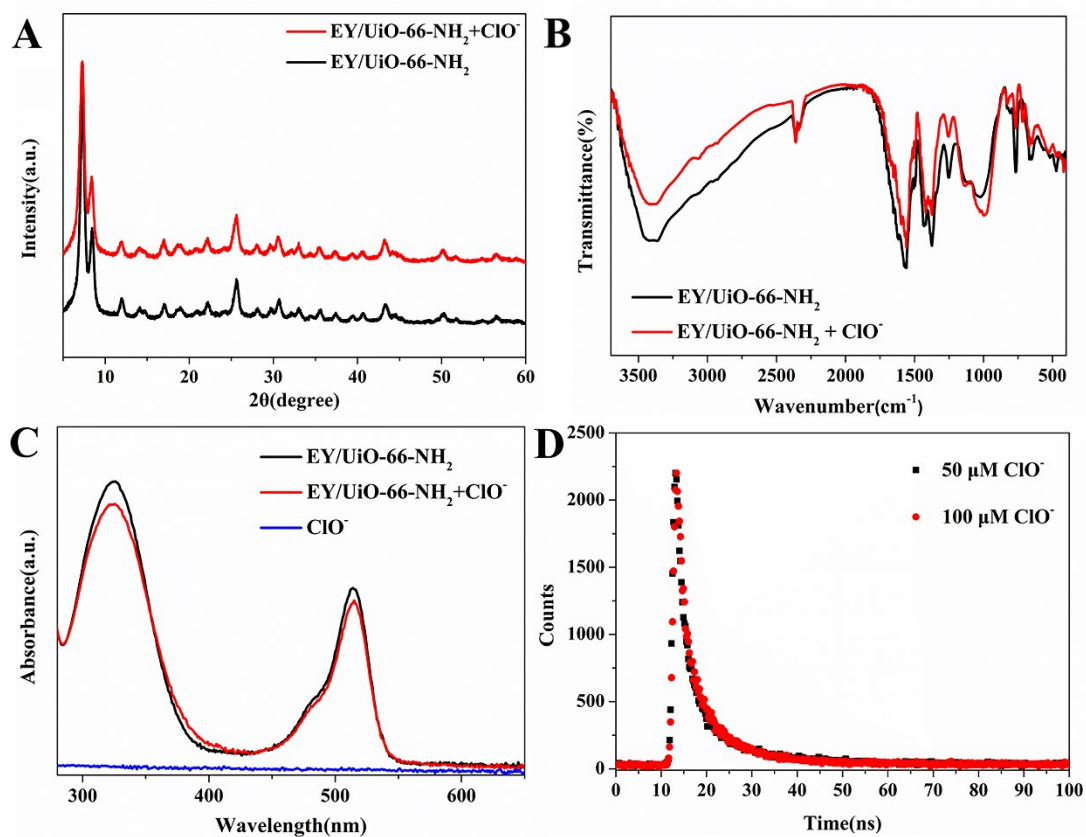 A
EY/UiO-66-NH₂+ClO⁻
EY/UiO-66-NH₂
Intensity(a.u.)
10 20 30 40 50 60
2θ(degree)
B
Transmittance(%)
EY/UiO-66-NH₂
EY/UiO-66-NH₂ + ClO⁻
3500 3000 2500 2000 1500 1000 500
Wavenumber(cm⁻¹)
C
EY/UiO-66-NH₂
EY/UiO-66-NH₂+ClO⁻
ClO⁻
Absorbance(a.u.)
300 400 500 600
Wavelength(nm)
D
2500
2000
1500
1000
500
0
Counts
50 μM ClO⁻
100 μM ClO⁻
0 10 20 30 40 50 60 70 80 90 100
Time(ns)